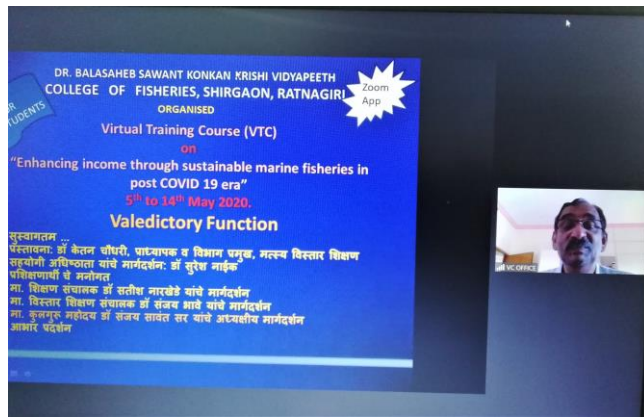 DR. BALASAHEB SAWANT KONKAN KRISHI VIDYAPEETH
COLLEGE OF FISHERIES, SHIRGAON, RATNAGIRI
ORGANISED
Zoom
App
STUDENTS
Virtual Training Course (VTC)
on
“Enhancing income through sustainable marine fisheries in
post COVID 19 era”
5th to 14th May 2020.
Valedictory Function
सुस्वागतम ...
प्रस्तावना: डॉ केतन चौधरी, प्राध्यापक व विभाग प्रमुख, मत्स्य विस्तार शिक्षण
सहयोगी अधिष्ठाता यांचे मार्गदर्शन: डॉ सुरेश नाईक
प्रशिक्षणार्थी चे मनोगत
मा. शिक्षण संचालक डॉ सतीश नारखेडे यांचे मार्गदर्शन
मा. विस्तार शिक्षण संचालक डॉ संजय भावे यांचे मार्गदर्शन
मा. कुलगुरू महोदय डॉ संजय सावंत सर यांचे अध्यक्षीय मार्गदर्शन
आभार प्रदर्शन
VC OFFICE